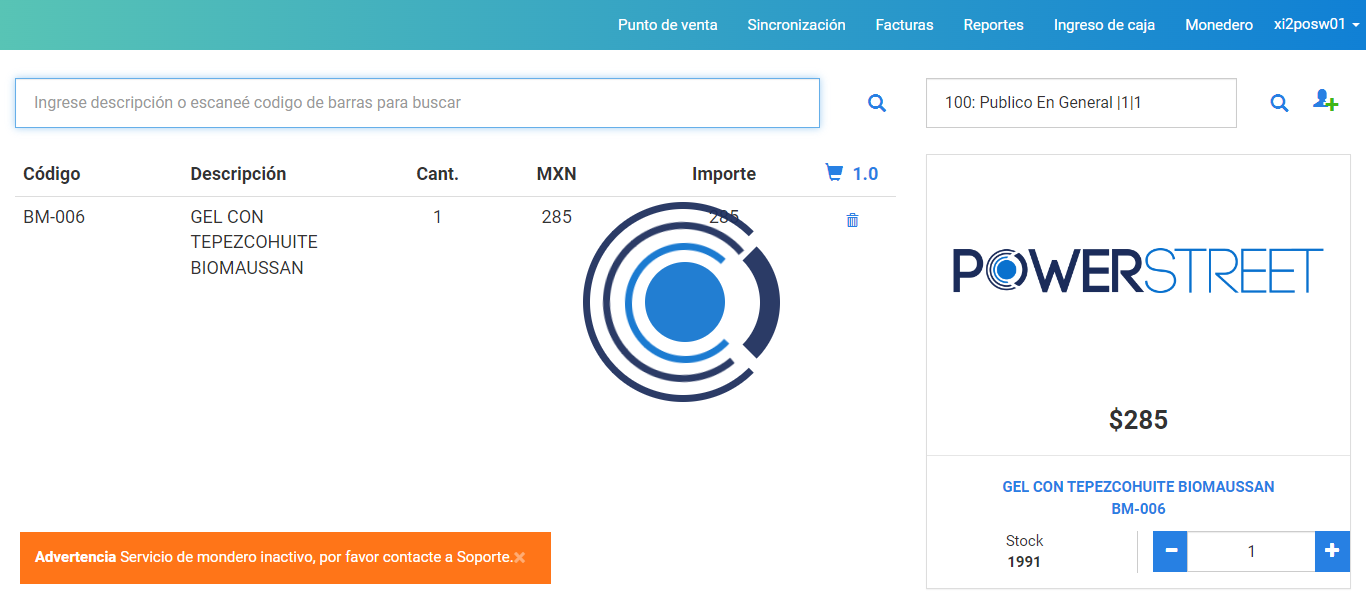 Punto de venta Sincronización Facturas Reportes Ingreso de caja Monedero xi2posw01
Ingrese descripción o escaneé codigo de barras para buscar
100: Publico En General |1|1
Código Descripción Cant. MXN Importe 1.0
BM-006 GEL CON 1 285 285
TEPEZCOHUITE
BIOMAUSSAN
POWERSTREET
$285
GEL CON TEPEZCOHUITE BIOMAUSSAN
BM-006
Stock
1991
1
Advertencia Servicio de mondero inactivo, por favor contacte a Soporte.